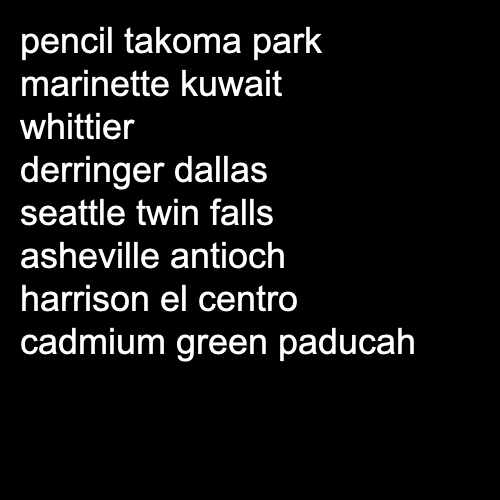 pencil takoma park
marinette kuwait
whittier
derringer dallas
seattle twin falls
asheville antioch
harrison el centro
cadmium green paducah